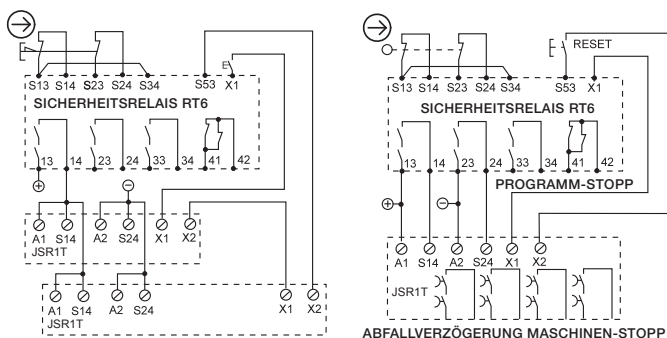 S13 S14 S23 S24 S34 S53 X1
SICHERHEITSRELAIS RT6
13 14 23 24 33 34 41 42
+ −
A1 S14 A2 S24 X1 X2
JSR1T
A1 S14 A2 S24 X1 X2
JSR1T
RESET
S13 S14 S23 S24 S34 S53 X1
SICHERHEITSRELAIS RT6
13 14 23 24 33 34 41 42
PROGRAMM-STOPP
+ −
A1 S14 A2 S24 X1 X2
JSR1T
ABFALLVERZÖGERUNG MASCHINEN-STOPP